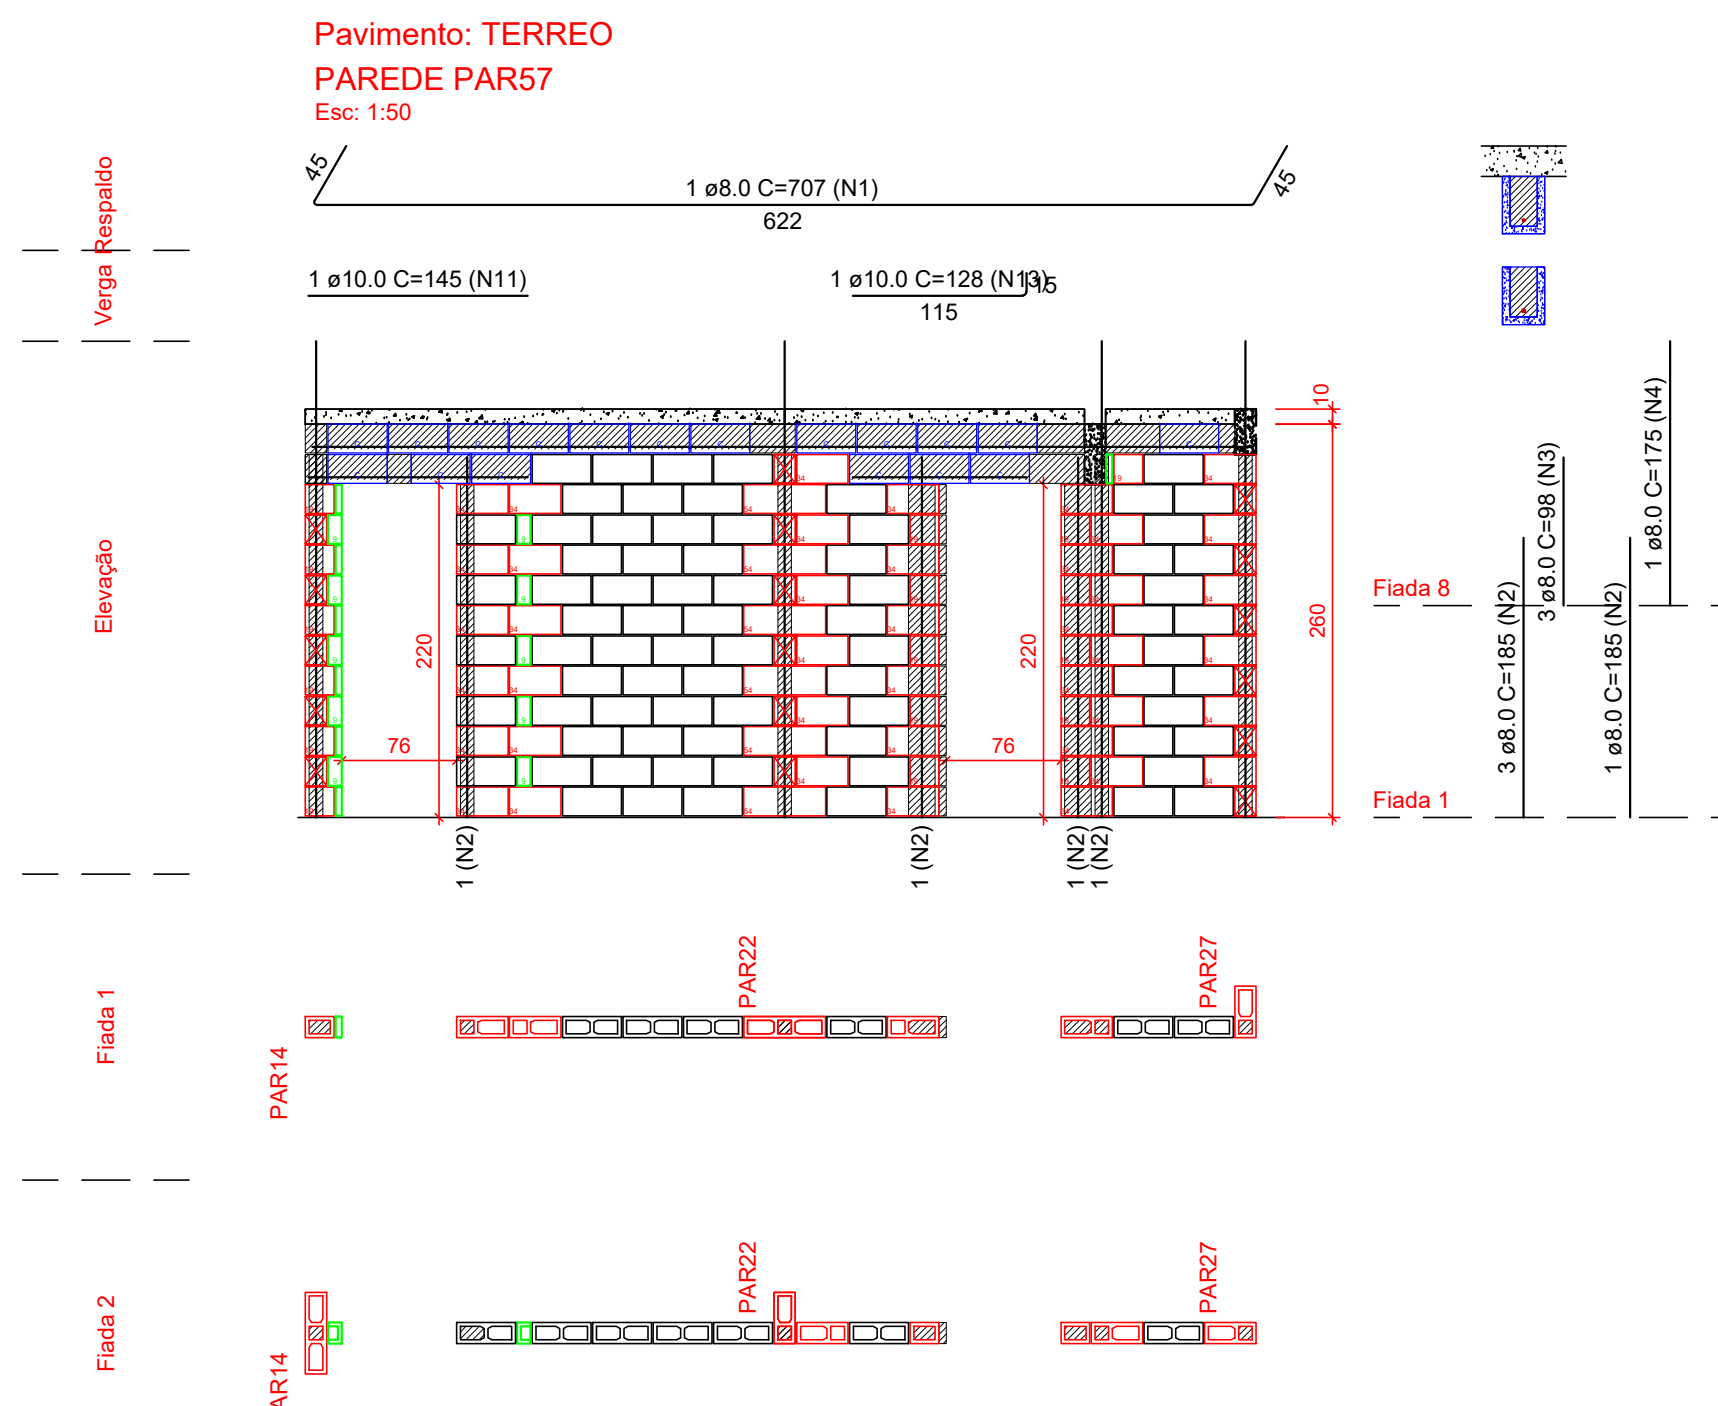 Pavimento: TERREO
PAREDE PAR57
Esc: 1:50
Respaldo
45
1 ø8.0 C=707 (N1)
622
45
Verga
1 ø10.0 C=145 (N11)
1 ø10.0 C=128 (N13)
15
115
Elevação
220
76
220
76
10
260
1 (N2)
1 (N2)
1 (N2)
1 (N2)
Fiada 8
Fiada 1
3 ø8.0 C=185 (N2)
3 ø8.0 C=98 (N3)
1 ø8.0 C=185 (N2)
1 ø8.0 C=175 (N4)
Fiada 1
PAR14
PAR22
PAR27
Fiada 2
AR14
PAR22
PAR27